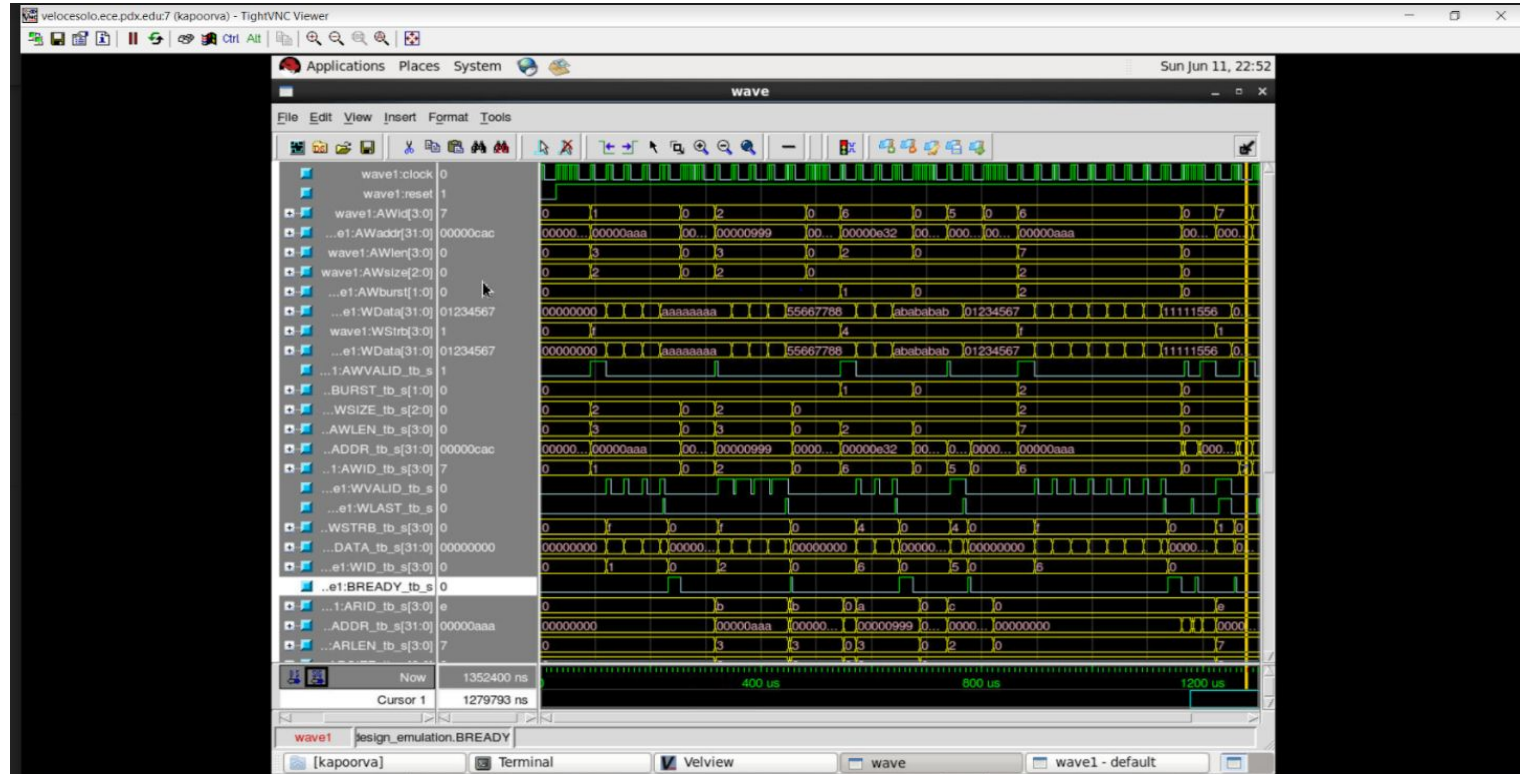 velocesolo.ece.pdx.edu:7 (kapoorva) - TightVNC Viewer
Ctrl Alt
Applications Places System Sun Jun 11, 22:52
wave
File Edit View Insert Format Tools
wave1:clock 0
wave1:reset 1
wave1:AWid[3:0] 7 0 1 0 2 0 6 0 5 0 6 0 7
...e1:AWaddr[31:0] 00000cac 00000... 00000aaa 00... 00000999 00... 00000e32 00... 000... 00... 00000aaa 00... 000...
wave1:AWlen[3:0] 0 0 3 0 3 0 2 0 7 0
wave1:AWsize[2:0] 0 0 2 0 2 0 2 0
...e1:AWburst[1:0] 0 0 1 0 2 0
...e1:WData[31:0] 01234567 00000000 aaaaaaaa 55667788 abababab 01234567 11111556 0...
wave1:WStrb[3:0] 1 0 f 4 f 1
...e1:WData[31:0] 01234567 00000000 aaaaaaaa 55667788 abababab 01234567 11111556 0...
...1:AWVALID_tb_s 1
..BURST_tb_s[1:0] 0 0 1 0 2 0
...WSIZE_tb_s[2:0] 0 0 2 0 2 0 2 0
..AWLEN_tb_s[3:0] 0 0 3 0 3 0 2 0 7 0
..ADDR_tb_s[31:0] 00000cac 00000... 00000aaa 00... 00000999 0000... 00000e32 00... 0... 0000... 00000aaa 000...
..1:AWID_tb_s[3:0] 7 0 1 0 2 0 6 0 5 0 6 0
...e1:WVALID_tb_s 0
...e1:WLAST_tb_s 0
..WSTRB_tb_s[3:0] 0 0 f 0 f 0 4 0 4 0 f 0 1 0
...DATA_tb_s[31:0] 00000000 00000000 00000... 00000000 00000... 00000000 0000... 0...
...e1:WID_tb_s[3:0] 0 0 1 0 2 0 6 0 5 0 6 0
..e1:BREADY_tb_s 0
...1:ARID_tb_s[3:0] e 0 b b 0 a 0 c 0 e
..ADDR_tb_s[31:0] 00000aaa 00000000 00000aaa 00000... 00000999 0... 0000... 00000000 0000...
..:ARLEN_tb_s[3:0] 7 0 3 3 0 3 0 2 0 7
Now 1352400 ns 400 us 800 us 1200 us
Cursor 1 1279793 ns
wave1 design_emulation.BREADY
[kapoorva] Terminal Velview wave wave1 - default